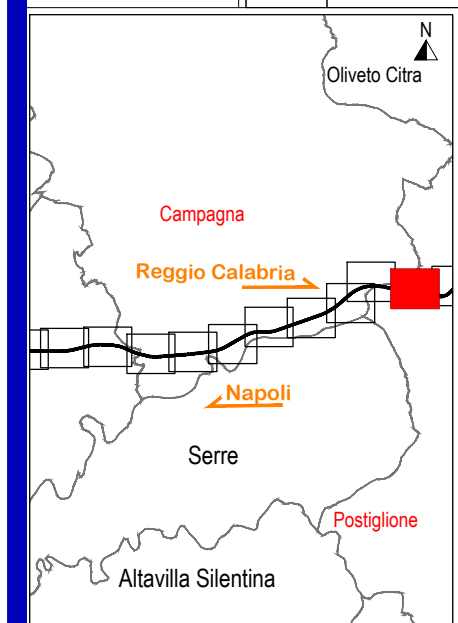 N
Oliveto Citra
Campagna
Reggio Calabria
Napoli
Serre
Postiglione
Altavilla Silentina